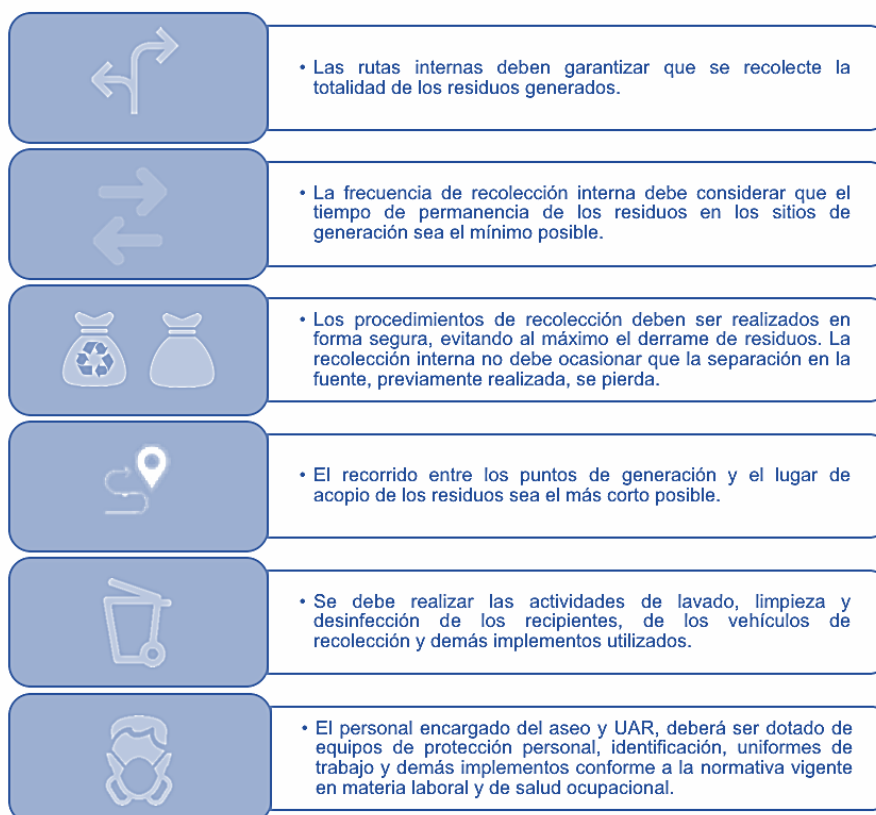 • Las rutas internas deben garantizar que se recolecte la
totalidad de los residuos generados.
• La frecuencia de recolección interna debe considerar que el
tiempo de permanencia de los residuos en los sitios de
generación sea el mínimo posible.
• Los procedimientos de recolección deben ser realizados en
forma segura, evitando al máximo el derrame de residuos. La
recolección interna no debe ocasionar que la separación en la
fuente, previamente realizada, se pierda.
• El recorrido entre los puntos de generación y el lugar de
acopio de los residuos sea el más corto posible.
• Se debe realizar las actividades de lavado, limpieza y
desinfección de los recipientes, de los vehículos de
recolección y demás implementos utilizados.
• El personal encargado del aseo y UAR, deberá ser dotado de
equipos de protección personal, identificación, uniformes de
trabajo y demás implementos conforme a la normativa vigente
en materia laboral y de salud ocupacional.